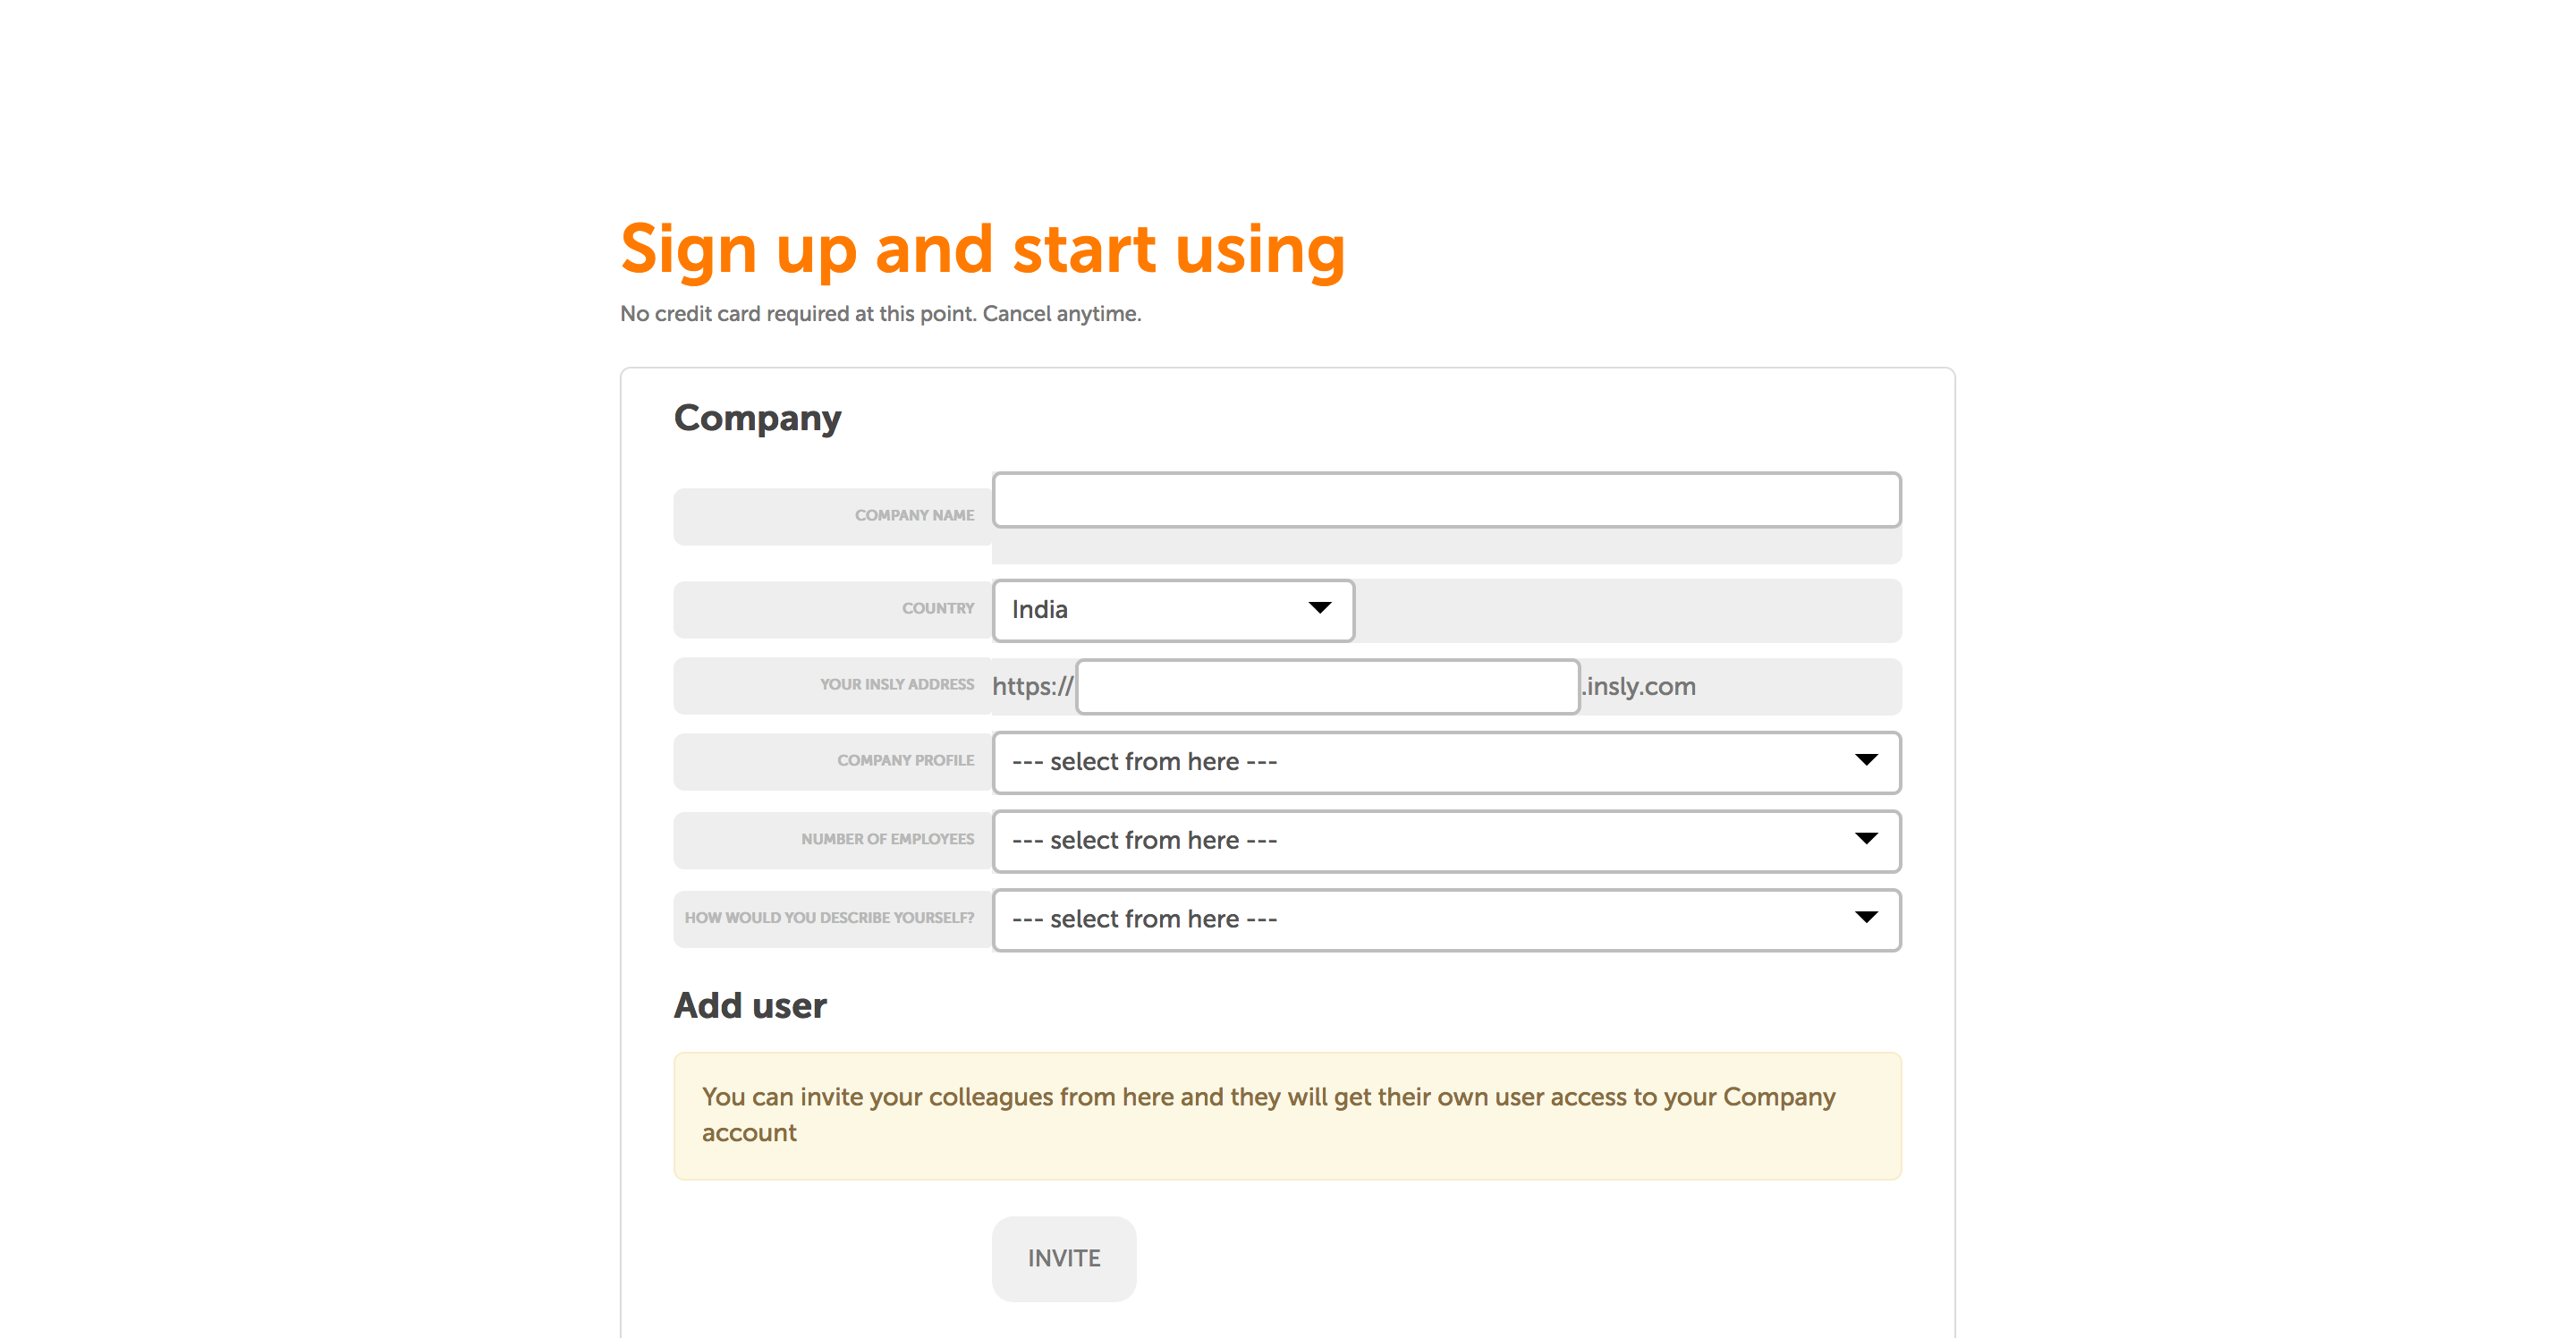 Sign up and start using
No credit card required at this point. Cancel anytime.
Company
COMPANY NAME
COUNTRY
India
YOUR INSLY ADDRESS
https://
.insly.com
COMPANY PROFILE
--- select from here ---
NUMBER OF EMPLOYEES
--- select from here ---
HOW WOULD YOU DESCRIBE YOURSELF?
--- select from here ---
Add user
You can invite your colleagues from here and they will get their own user access to your Company
account
INVITE